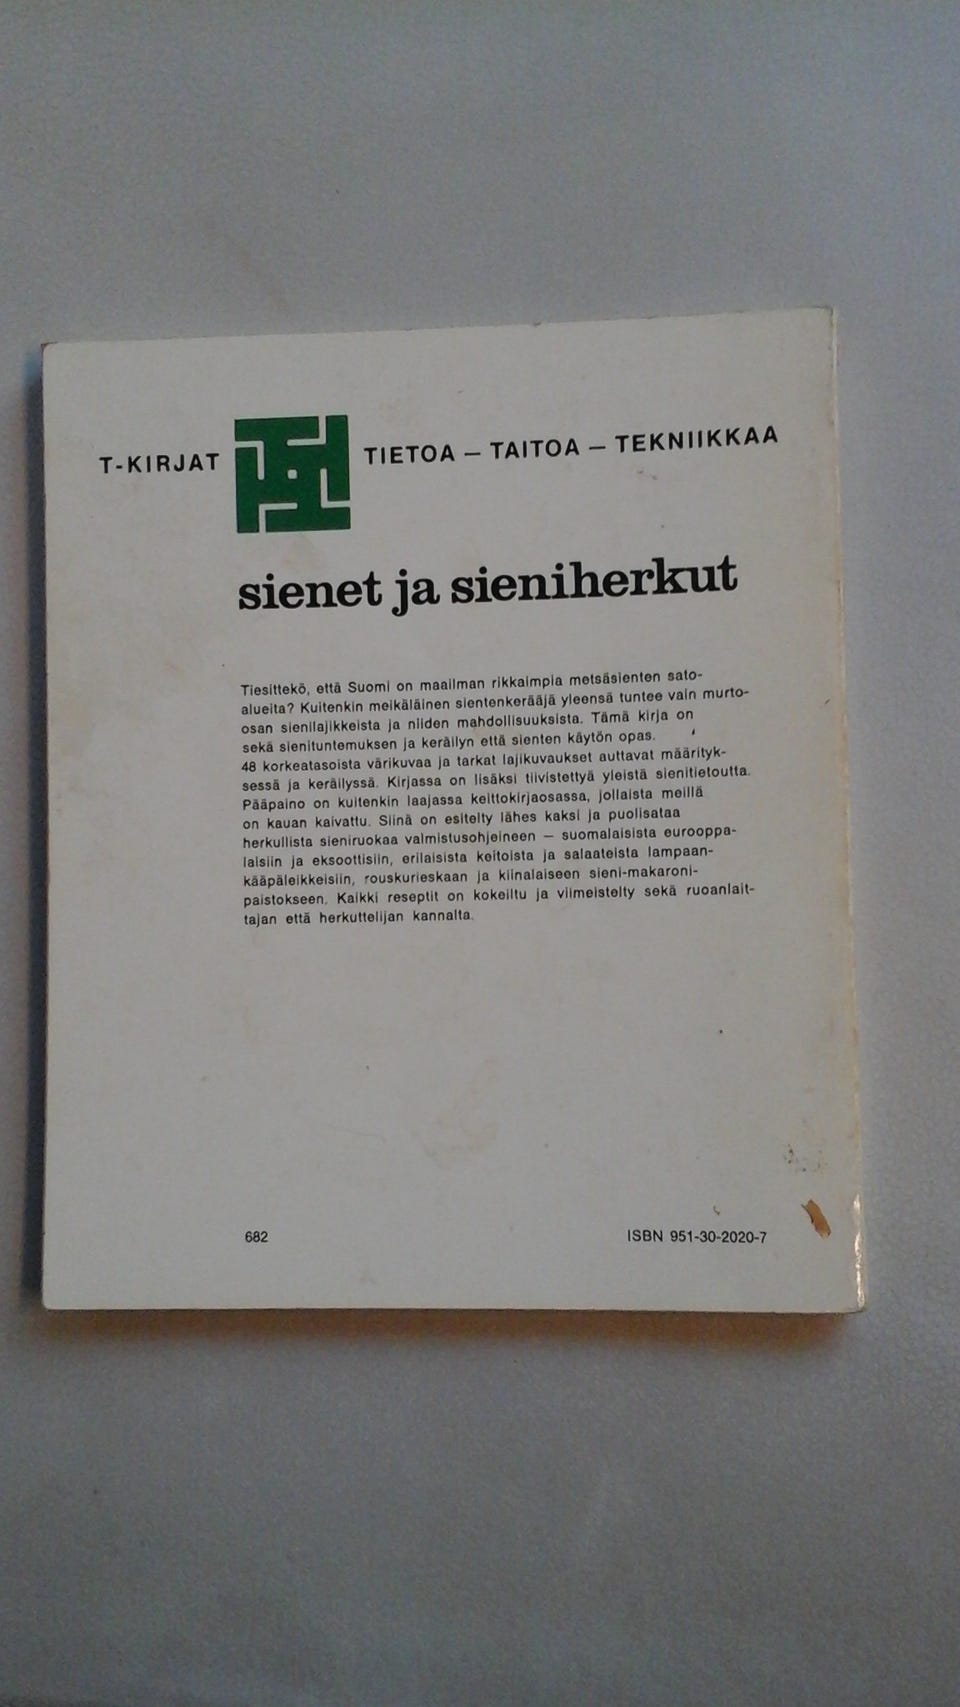 T-KIRJAT TIETOA – TAITOA – TEKNIIKKAA
sienet ja sieniherkut
Tiesittekö, että Suomi on maailman rikkaimpia metsäsienten sato-
alueita? Kuitenkin meikäläinen sientenkerääjä yleensä tuntee vain murto-
osan sienilajikkeista ja niiden mahdollisuuksista. Tämä kirja on
sekä sienituntemuksen ja keräilyn että sienten käytön opas.
48 korkeatasoista värikuvaa ja tarkat lajikuvaukset auttavat määrityk-
sessä ja keräilyssä. Kirjassa on lisäksi tiivistettyä yleistä sienitietoutta.
Pääpaino on kuitenkin laajassa keittokirjaosassa, jollaista meillä
on kauan kaivattu. Siinä on esitelty lähes kaksi ja puolisataa
herkullista sieniruokaa valmistusohjeineen – suomalaisista eurooppa-
laisiin ja eksoottisiin, erilaisista keitoista ja salaateista lampaan-
kääpäleikkeisiin, rouskurieskaan ja kiinalaiseen sieni-makaroni-
paistokseen. Kaikki reseptit on kokeiltu ja viimeistelty sekä ruoanlait-
tajan että herkuttelijan kannalta.
682 ISBN 951-30-2020-7